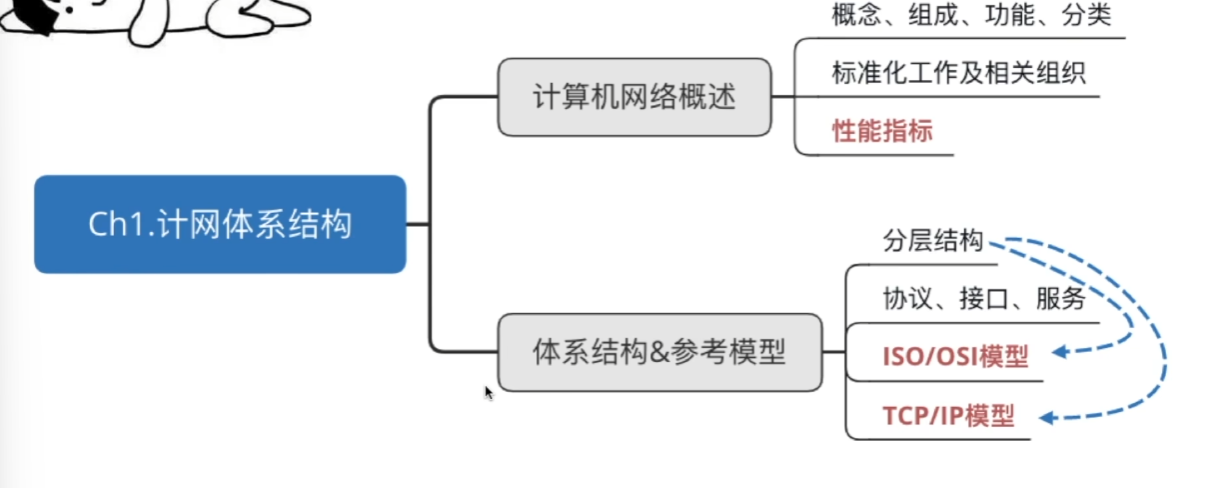 概念、组成、功能、分类
计算机网络概述
标准化工作及相关组织
性能指标
Ch1.计网体系结构
分层结构
协议、接口、服务
体系结构&参考模型
ISO/OSI模型
TCP/IP模型